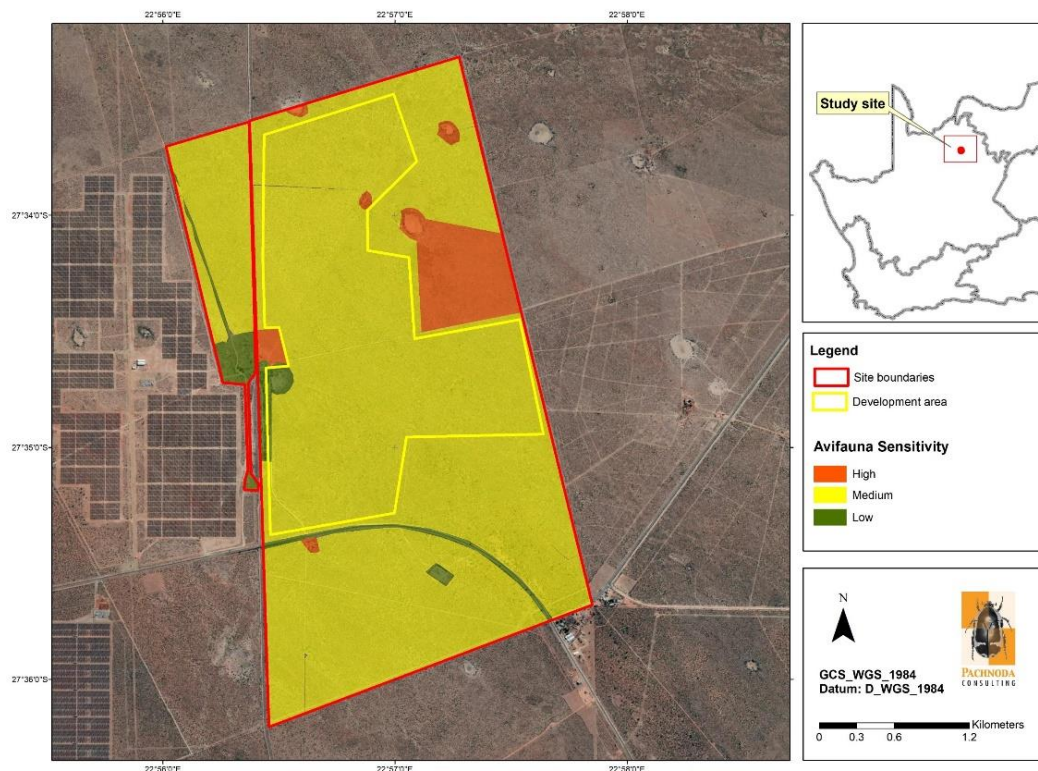 22°56'0"E
22°57'0"E
22°58'0"E
27°34'0"S
27°35'0"S
27°36'0"S
22°56'0"E
22°57'0"E
22°58'0"E
Study site
Legend
Site boundaries
Development area
Avifauna Sensitivity
High
Medium
Low
N
GCS_WGS_1984
Datum: D_WGS_1984
PACHNODA
CONSULTING
Kilometers
0 0.3 0.6 1.2